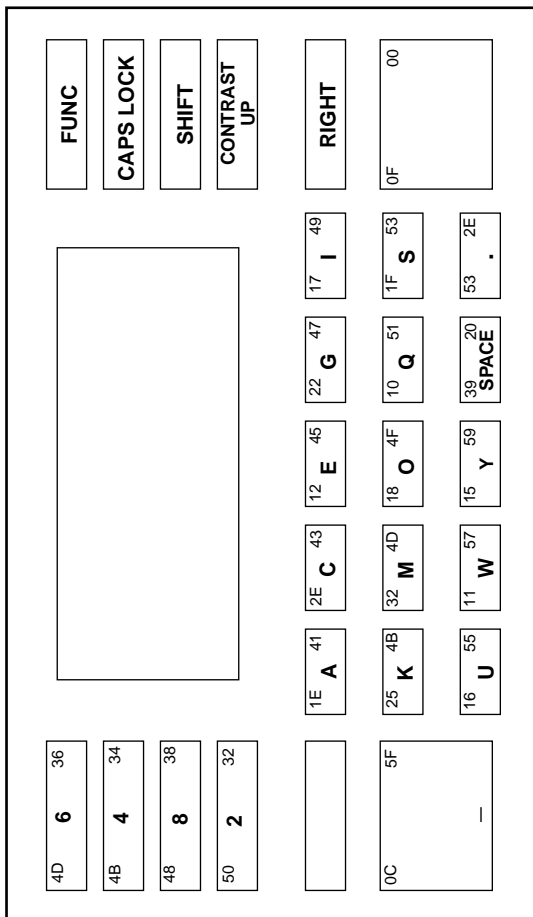 4D 6 36 FUNC
4B 4 34 CAPS LOCK
48 8 38 SHIFT
50 2 32 CONTRAST
UP
1E A 41 2E C 43 12 E 45 22 G 47 17 I 49 RIGHT
0C 5F 25 K 4B 32 M 4D 18 O 4F 10 Q 51 1F S 53 0F 00
_ 16 U 55 11 W 57 15 Y 59 39 SPACE 20 53 . 2E